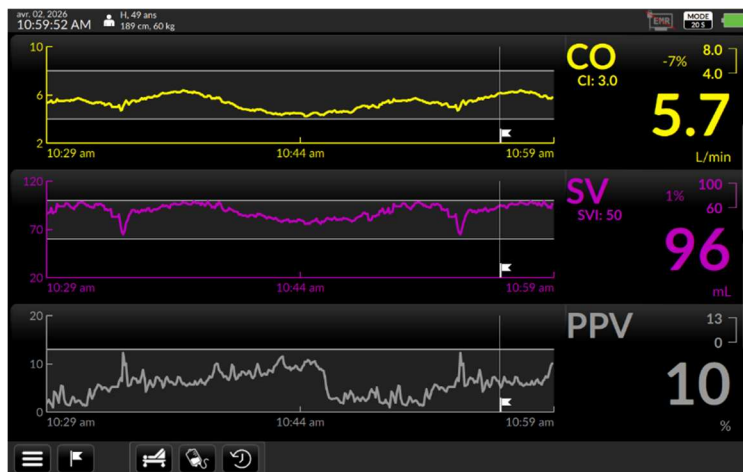 avr. 02, 2026
10:59:52 AM
H, 49 ans
189 cm, 60 kg
EMR
MODE
20 S
10
6
2
10:29 am
10:44 am
10:59 am
CO
CI: 3.0
-7%
8.0
4.0
5.7
L/min
120
70
20
10:29 am
10:44 am
10:59 am
SV
SVI: 50
1%
100
60
96
mL
20
10
0
10:29 am
10:44 am
10:59 am
PPV
13
0
10
%